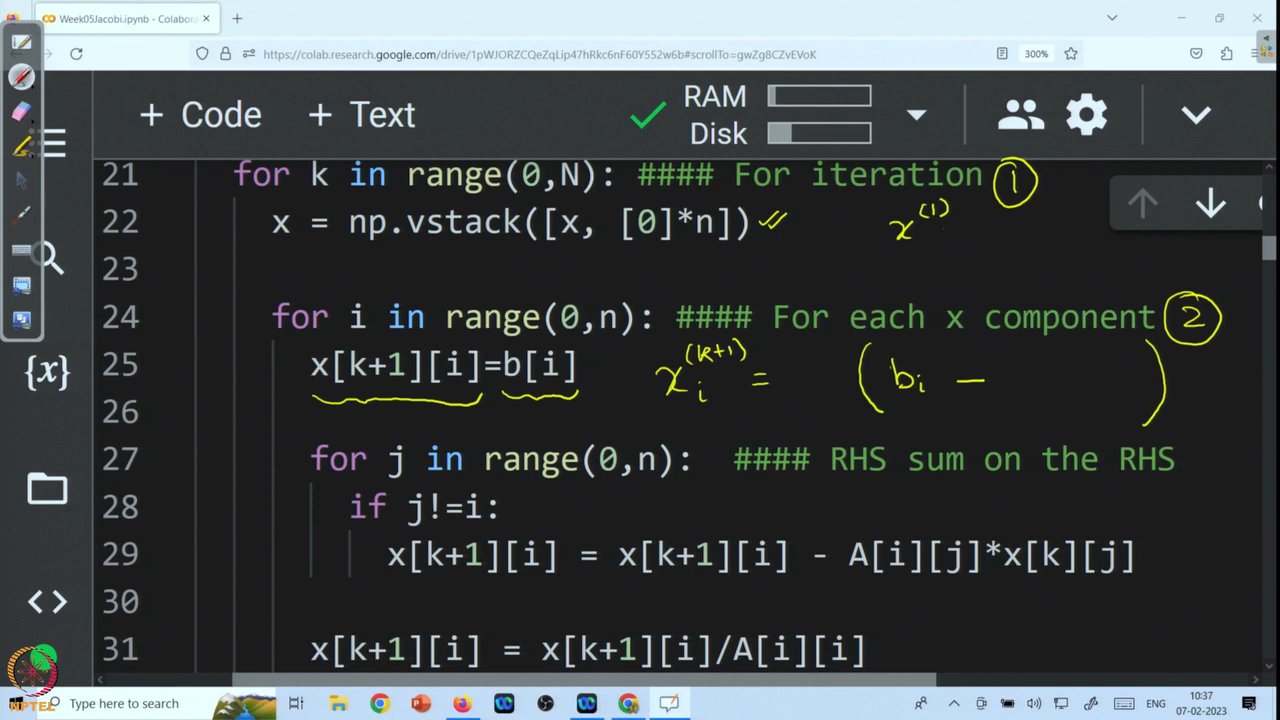 Week05Jacobi.ipynb - Colabora
https://colab.research.google.com/drive/1pWJORZCQeZqLip47hRkc6nF60Y552w6b#scrollTo=gwZg8CZvEVoK
300%
+ Code + Text
RAM
Disk
21 for k in range(0,N): #### For iteration 1
22 x = np.vstack([x, [0]*n]) x^(1)
23
24 for i in range(0,n): #### For each x component 2
25 x[k+1][i]=b[i] x_i^(k+1) = ( b_i - )
26
27 for j in range(0,n): #### RHS sum on the RHS
28 if j!=i:
29 x[k+1][i] = x[k+1][i] - A[i][j]*x[k][j]
30
31 x[k+1][i] = x[k+1][i]/A[i][i]
{x}
<>
NPTEL
Type here to search
ENG
10:37
07-02-2023